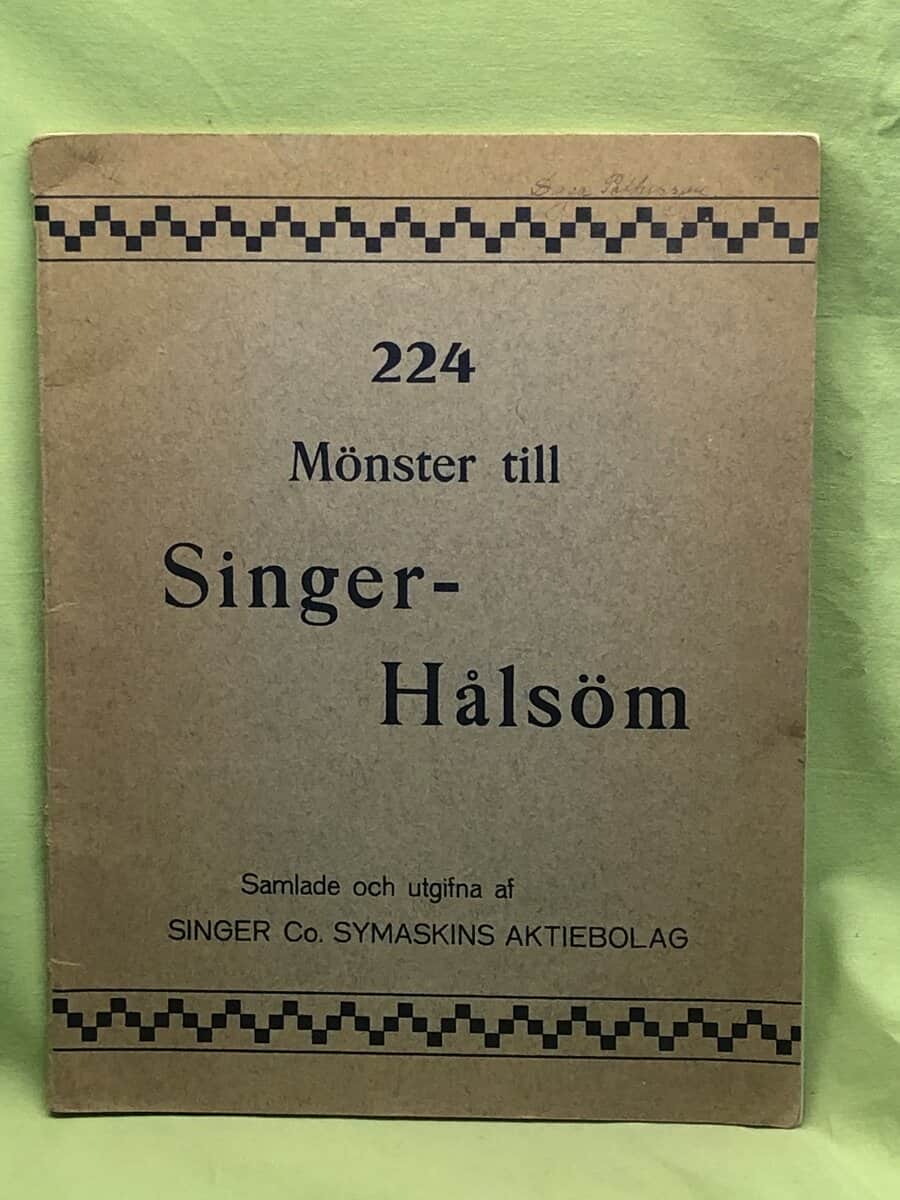 224
Mönster till
Singer-
Hålsöm
Samlade och utgifna af
SINGER Co. SYMASKINS AKTIEBOLAG